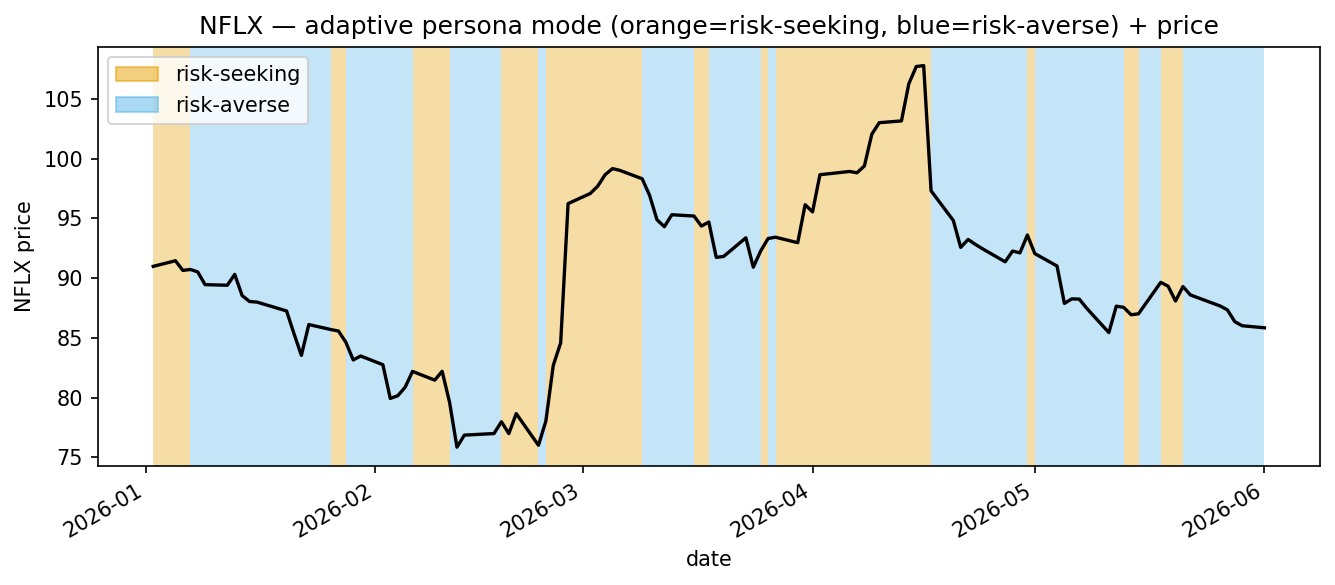 NFLX — adaptive persona mode (orange=risk-seeking, blue=risk-averse) + price
risk-seeking
risk-averse
NFLX price
105
100
95
90
85
80
75
2026-01
2026-02
2026-03
2026-04
2026-05
2026-06
date